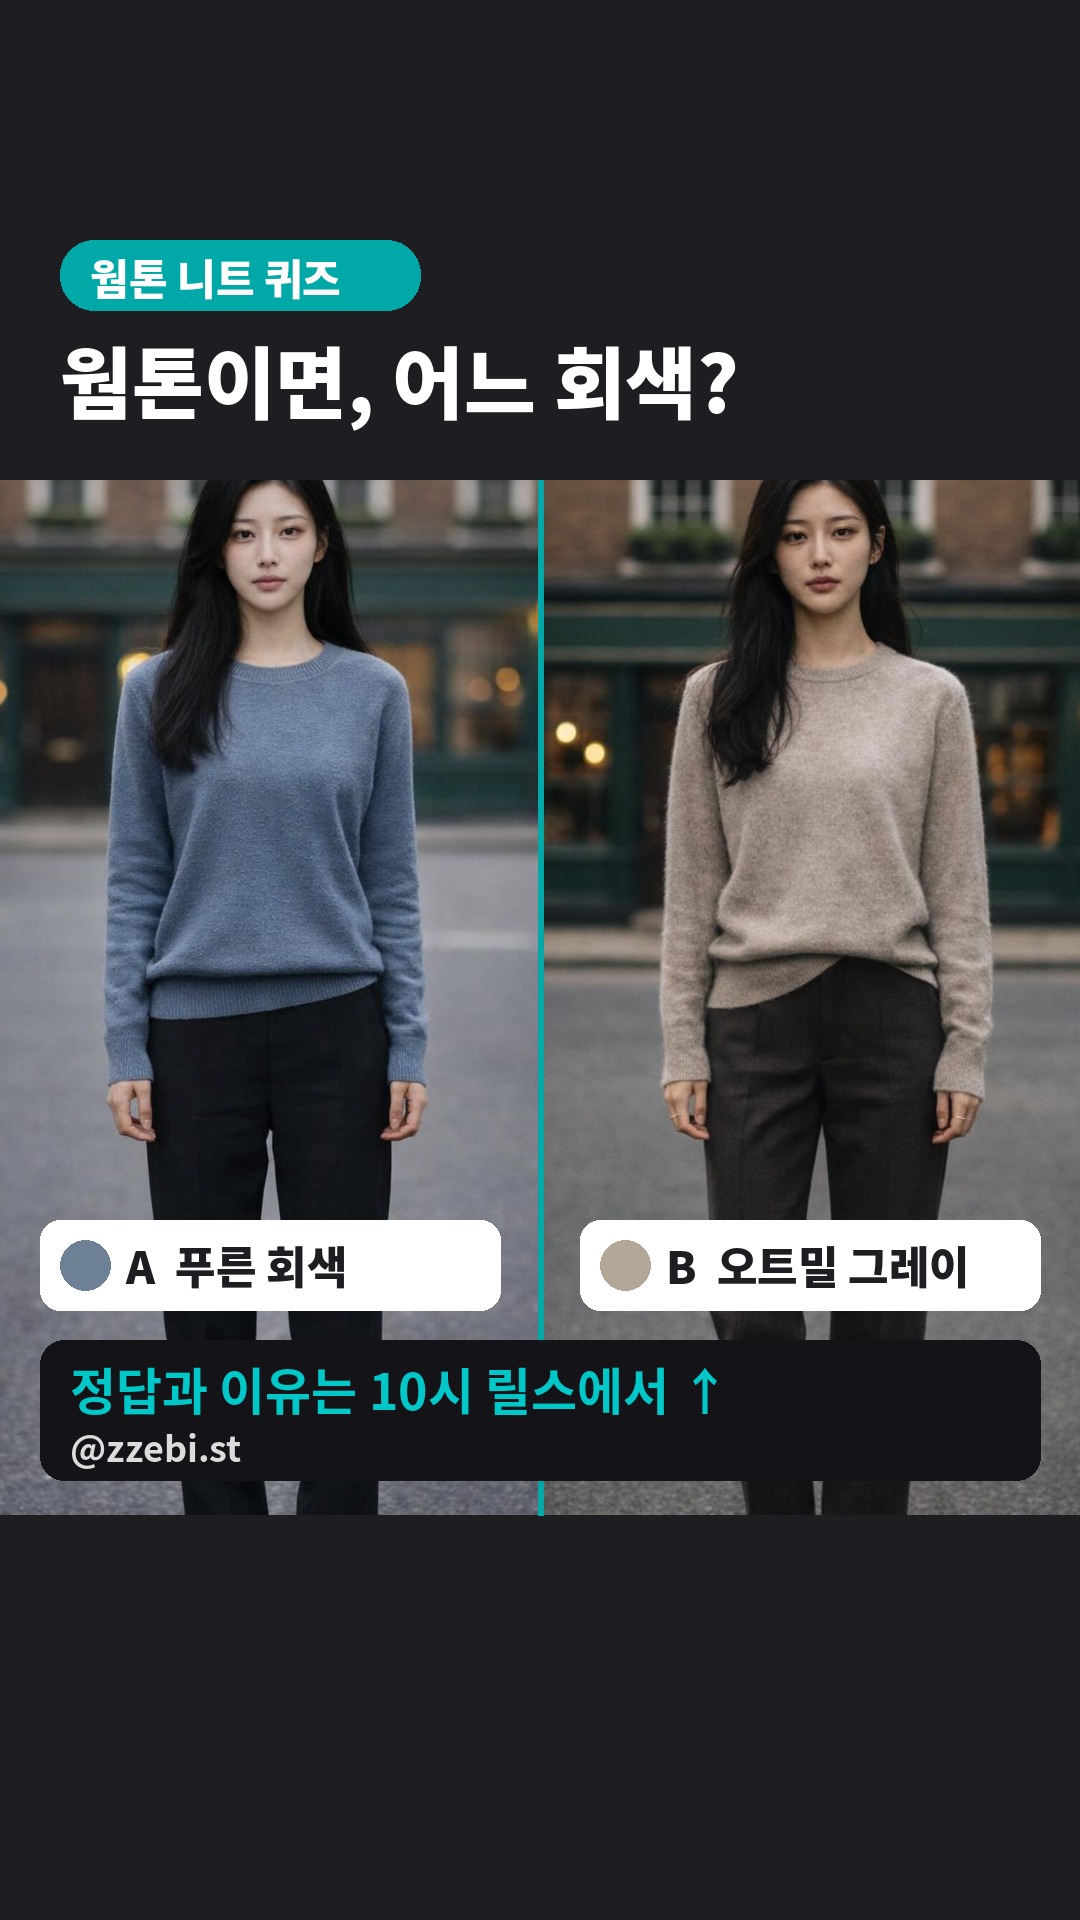 웜톤 니트 퀴즈
웜톤이면, 어느 회색?
A 푸른 회색
B 오트밀 그레이
정답과 이유는 10시 릴스에서 ↑
@zzebi.st